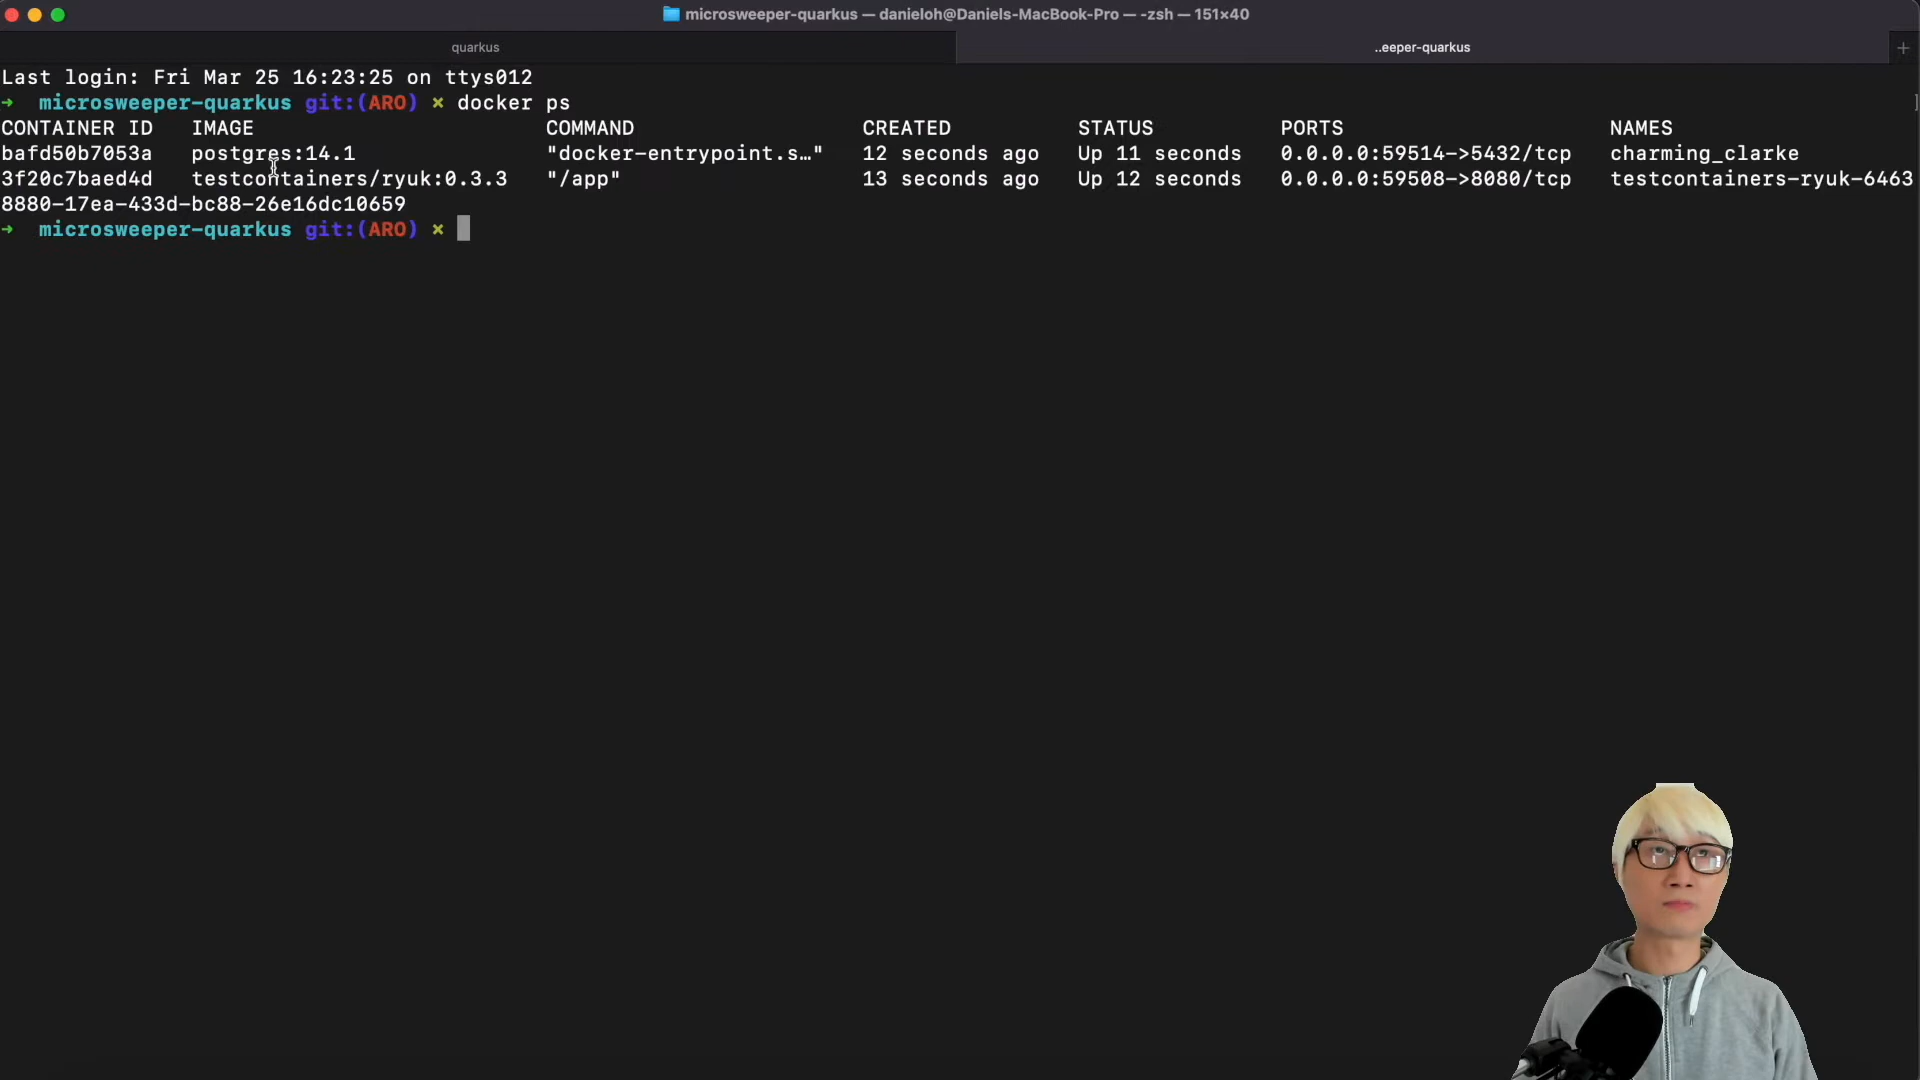 microsweeper-quarkus — danieloh@Daniels-MacBook-Pro — -zsh — 151×40
quarkus
..eeper-quarkus
Last login: Fri Mar 25 16:23:25 on ttys012
➜ microsweeper-quarkus git:(ARO) × docker ps
CONTAINER ID IMAGE COMMAND CREATED STATUS PORTS NAMES
bafd50b7053a postgres:14.1 "docker-entrypoint.s…" 12 seconds ago Up 11 seconds 0.0.0.0:59514->5432/tcp charming_clarke
3f20c7baed4d testcontainers/ryuk:0.3.3 "/app" 13 seconds ago Up 12 seconds 0.0.0.0:59508->8080/tcp testcontainers-ryuk-6463
8880-17ea-433d-bc88-26e16dc10659
➜ microsweeper-quarkus git:(ARO) ×